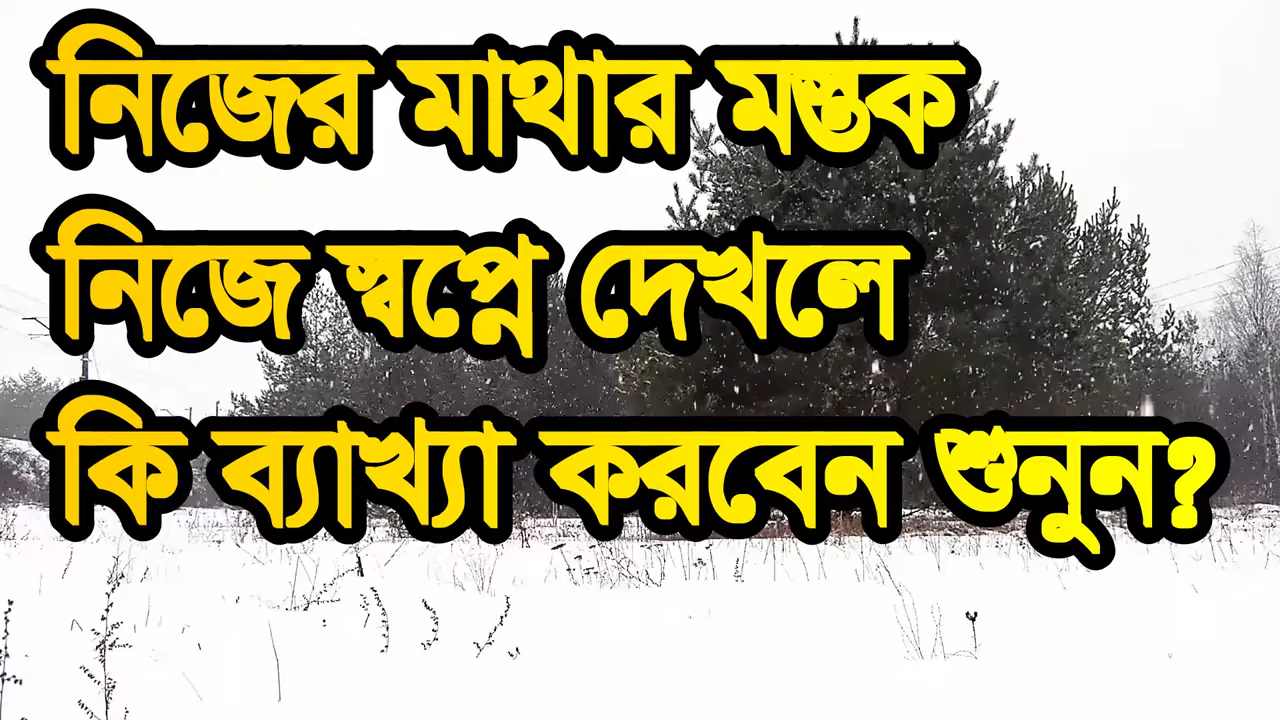 নিজের মাথার মস্তক
নিজে স্বপ্নে দেখলে
কি ব্যাখ্যা করবেন শুনুন?